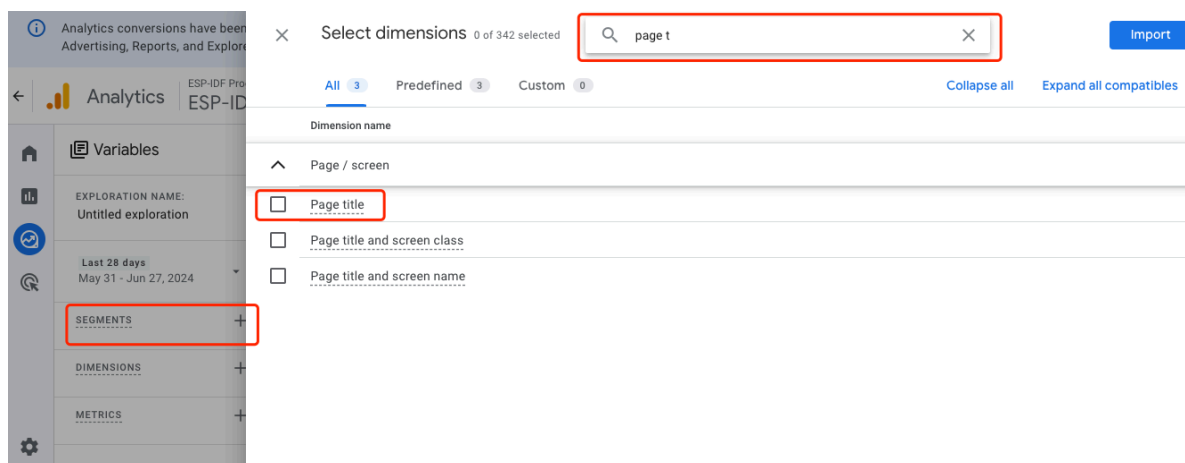 Analytics conversions have been
Advertising, Reports, and Explore
Analytics
ESP-IDF Pro
ESP-ID
Variables
EXPLORATION NAME:
Untitled exploration
Last 28 days
May 31 - Jun 27, 2024
SEGMENTS
DIMENSIONS
METRICS
Select dimensions 0 of 342 selected
page t
Import
All 3 Predefined 3 Custom 0
Collapse all Expand all compatibles
Dimension name
Page / screen
Page title
Page title and screen class
Page title and screen name